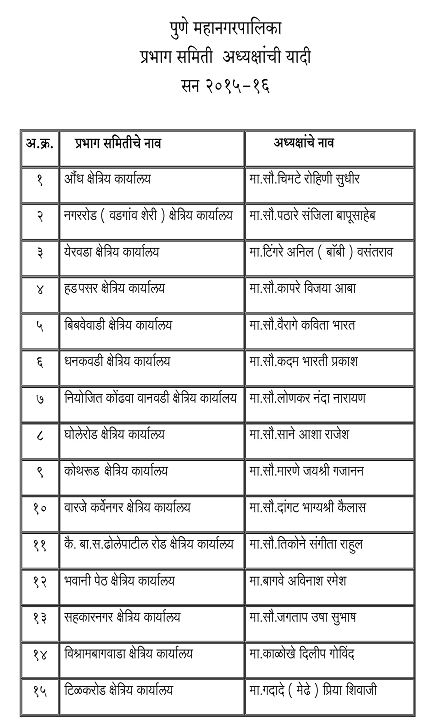 पुणे महानगरपालिका
प्रभाग समिती अध्यक्षांची यादी
सन २०१५-१६
अ.क्र. प्रभाग समितीचे नाव अध्यक्षांचे नाव
१ औंध क्षेत्रिय कार्यालय मा.सौ.चिमटे रोहिणी सुधीर
२ नगररोड ( वडगांव शेरी ) क्षेत्रिय कार्यालय मा.सौ.पठारे संजिला बापूसाहेब
३ येरवडा क्षेत्रिय कार्यालय मा.टिंगरे अनिल ( बॉबी ) वसंतराव
४ हडपसर क्षेत्रिय कार्यालय मा.सौ.कापरे विजया आबा
५ बिबवेवाडी क्षेत्रिय कार्यालय मा.सौ.वैरागे कविता भारत
६ धनकवडी क्षेत्रिय कार्यालय मा.सौ.कदम भारती प्रकाश
७ नियोजित कोंढवा वानवडी क्षेत्रिय कार्यालय मा.सौ.लोणकर नंदा नारायण
८ घोलेरोड क्षेत्रिय कार्यालय मा.सौ.साने आशा राजेश
९ कोथरूड क्षेत्रिय कार्यालय मा.सौ.मारणे जयश्री गजानन
१० वारजे कर्वेनगर क्षेत्रिय कार्यालय मा.सौ.दांगट भाग्यश्री कैलास
११ कै. बा.स.ढोलेपाटील रोड क्षेत्रिय कार्यालय मा.सौ.तिकोने संगीता राहुल
१२ भवानी पेठ क्षेत्रिय कार्यालय मा.बागवे अविनाश रमेश
१३ सहकारनगर क्षेत्रिय कार्यालय मा.सौ.जगताप उषा सुभाष
१४ विश्रामबागवाडा क्षेत्रिय कार्यालय मा.काळोखे दिलीप गोविंद
१५ टिळकरोड क्षेत्रिय कार्यालय मा.गदादे ( मेढे ) प्रिया शिवाजी